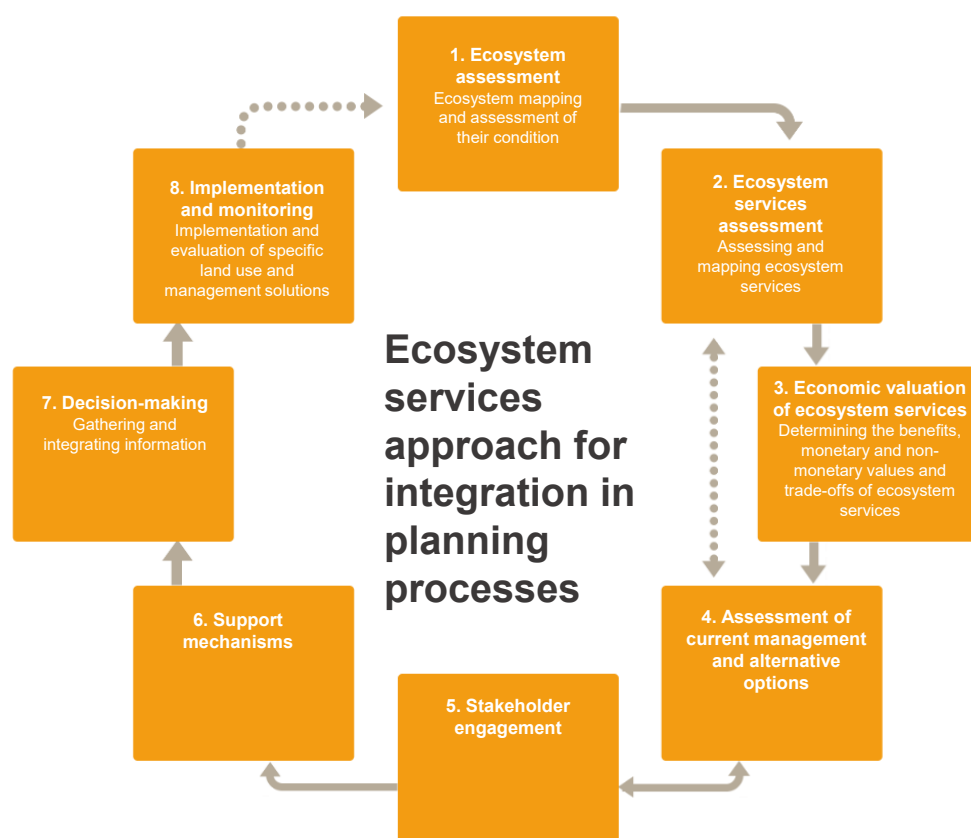 1. Ecosystem
assessment
Ecosystem mapping
and assessment of
their condition
2. Ecosystem
services
assessment
Assessing and
mapping ecosystem
services
3. Economic valuation
of ecosystem services
Determining the benefits,
monetary and non-
monetary values and
trade-offs of ecosystem
services
4. Assessment of
current management
and alternative
options
5. Stakeholder
engagement
6. Support
mechanisms
7. Decision-making
Gathering and
integrating information
8. Implementation
and monitoring
Implementation and
evaluation of specific
land use and
management solutions
Ecosystem
services
approach for
integration in
planning
processes